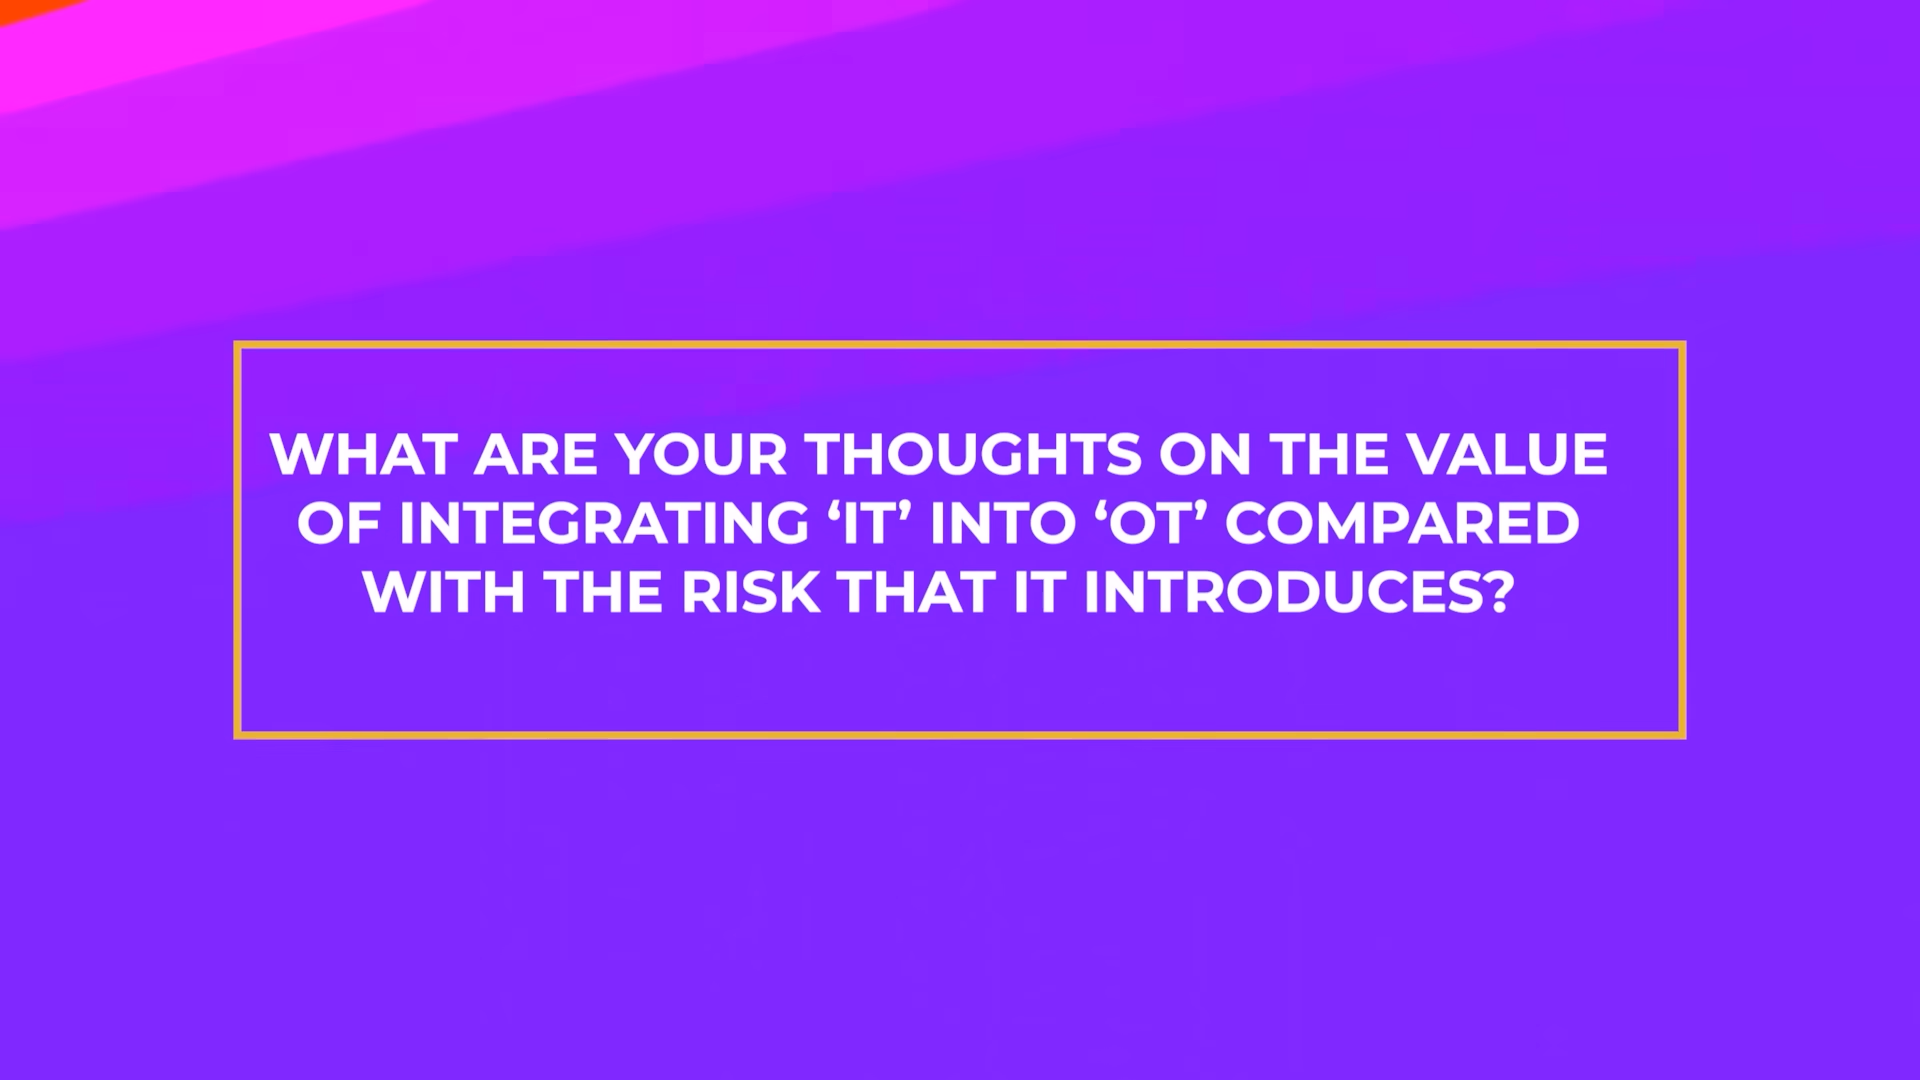 WHAT ARE YOUR THOUGHTS ON THE VALUE
OF INTEGRATING ‘IT’ INTO ‘OT’ COMPARED
WITH THE RISK THAT IT INTRODUCES?